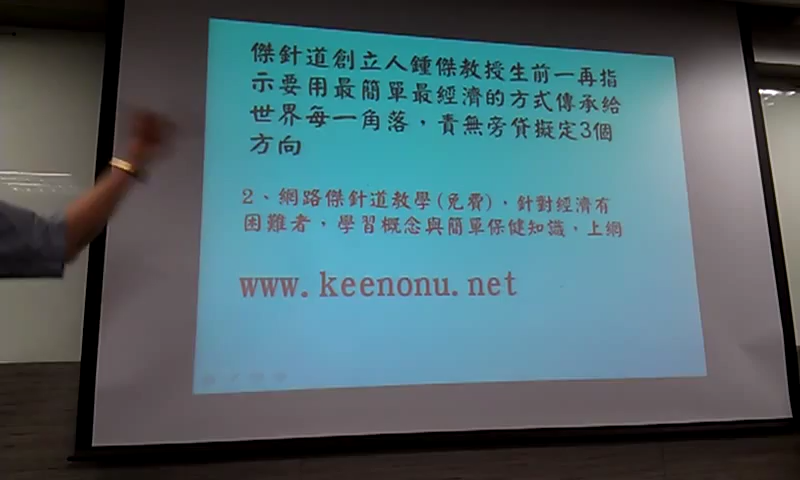 傑針道創立人鍾傑教授生前一再指
示要用最簡單最經濟的方式傳承給
世界每一角落，責無旁貸擬定3個
方向
2、網路傑針道教學(免費)，針對經濟有
困難者，學習概念與簡單保健知識，上網
www.keenonu.net